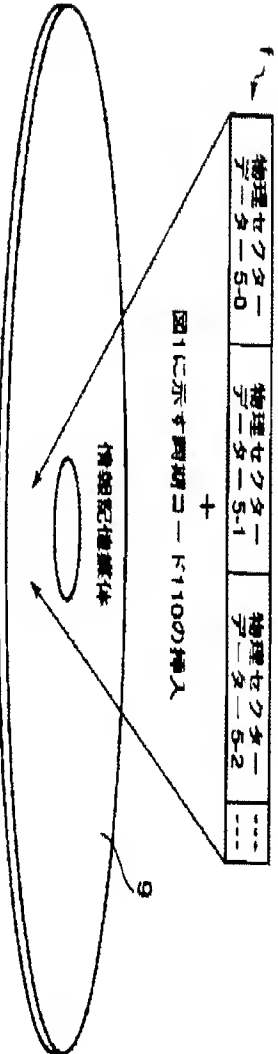 f
物理セクター
データー5-0
物理セクター
データー5-1
物理セクター
データー5-2
----
----
+
図1に示す同期コード110の挿入
情報記憶媒体
9